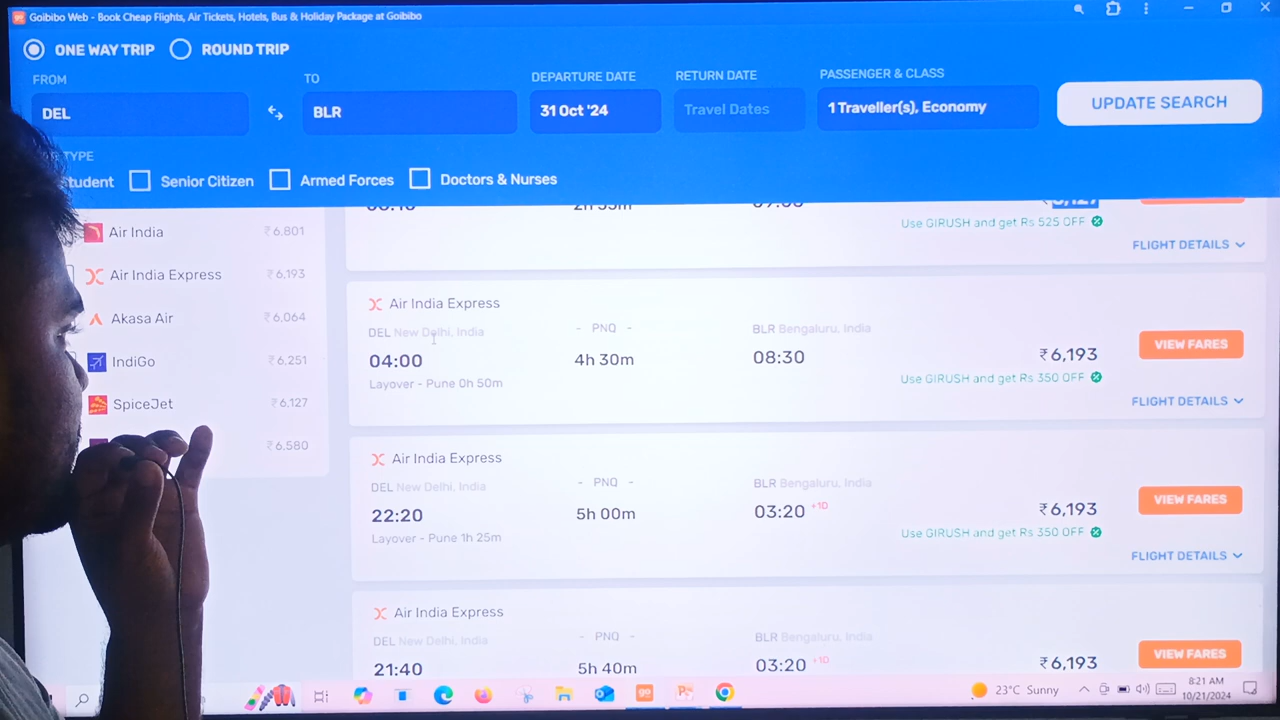 Goibibo Web - Book Cheap Flights, Air Tickets, Hotels, Bus & Holiday Package at Goibibo
ONE WAY TRIP ROUND TRIP
FROM TO DEPARTURE DATE RETURN DATE PASSENGER & CLASS
DEL BLR 31 Oct '24 Travel Dates 1 Traveller(s), Economy UPDATE SEARCH
TYPE
Senior Citizen Armed Forces Doctors & Nurses
Use GIRUSH and get Rs 525 OFF
FLIGHT DETAILS
Air India ₹6,801
Air India Express ₹6,193
Akasa Air ₹6,064
IndiGo ₹6,251
SpiceJet ₹6,127
₹6,580
Air India Express
DEL New Delhi, India - PNQ - BLR Bengaluru, India
04:00 4h 30m 08:30 ₹6,193 VIEW FARES
Layover - Pune 0h 50m Use GIRUSH and get Rs 350 OFF
FLIGHT DETAILS
Air India Express
DEL New Delhi, India - PNQ - BLR Bengaluru, India
22:20 5h 00m 03:20 +1D ₹6,193 VIEW FARES
Layover - Pune 1h 25m Use GIRUSH and get Rs 350 OFF
FLIGHT DETAILS
Air India Express
DEL New Delhi, India - PNQ - BLR Bengaluru, India
21:40 5h 40m 03:20 +1D ₹6,193 VIEW FARES
23°C Sunny 8:21 AM
10/21/2024